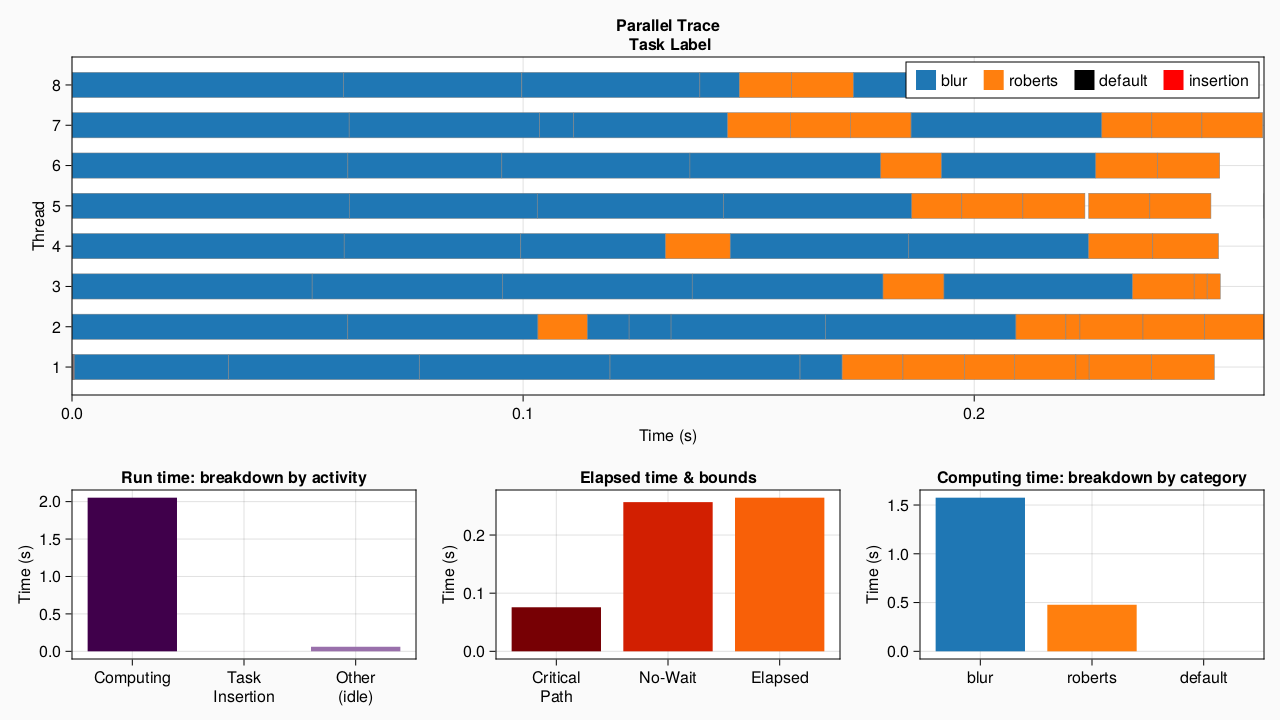 Parallel Trace
Task Label
blur roberts default insertion
Thread
8
7
6
5
4
3
2
1
0.0 0.1 0.2
Time (s)
Run time: breakdown by activity
Time (s)
2.0
1.5
1.0
0.5
0.0
Computing Task Insertion Other (idle)
Elapsed time & bounds
Time (s)
0.2
0.1
0.0
Critical Path No-Wait Elapsed
Computing time: breakdown by category
Time (s)
1.5
1.0
0.5
0.0
blur roberts default